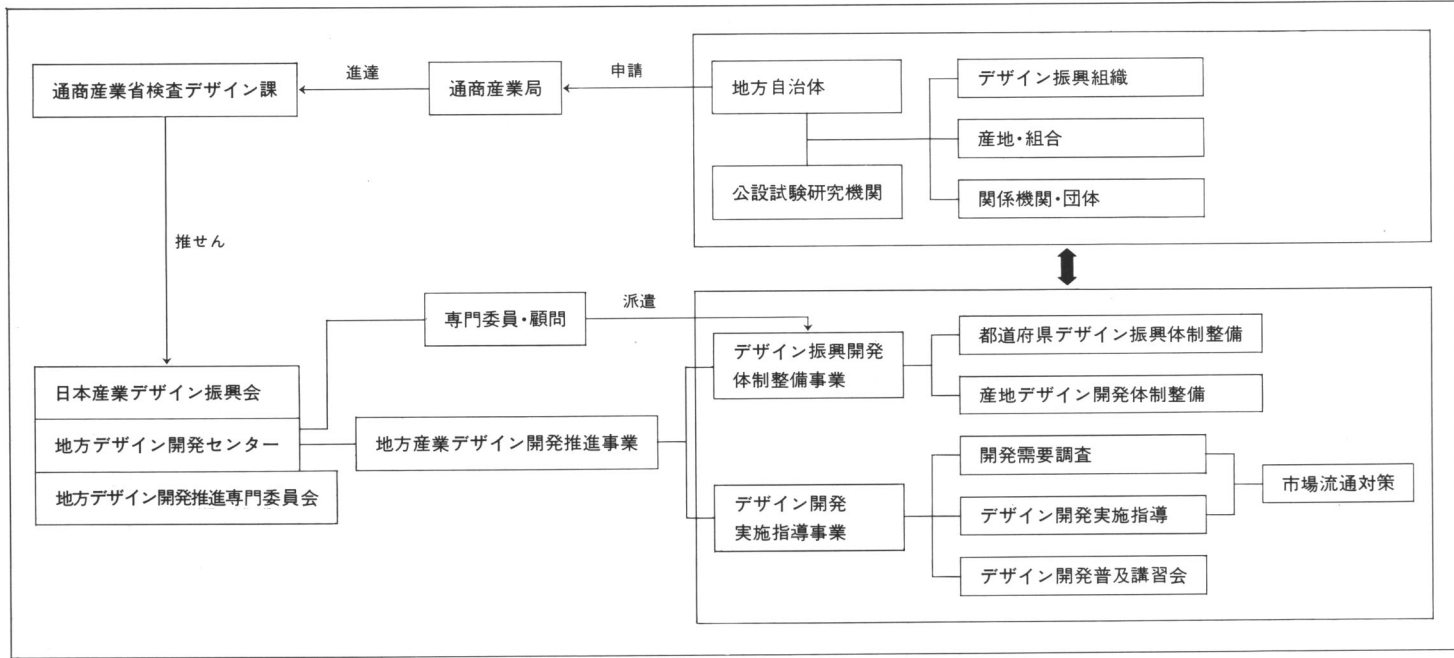 通商産業省検査デザイン課
進達
通商産業局
申請
地方自治体
公設試験研究機関
デザイン振興組織
産地・組合
関係機関・団体
推せん
専門委員・顧問
派遣
日本産業デザイン振興会
地方デザイン開発センター
地方デザイン開発推進専門委員会
地方産業デザイン開発推進事業
デザイン振興開発
体制整備事業
都道府県デザイン振興体制整備
産地デザイン開発体制整備
デザイン開発
実施指導事業
開発需要調査
デザイン開発実施指導
デザイン開発普及講習会
市場流通対策